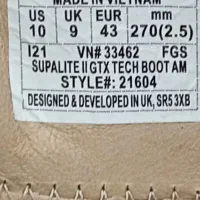 MADE IN VIETNAM
US UK EUR mm
10 9 43 270(2.5)
I21 VN# 33462 FGS
SUPALITE II GTX TECH BOOT AM
STYLE#: 21604
DESIGNED & DEVELOPED IN UK, SR5 3XB